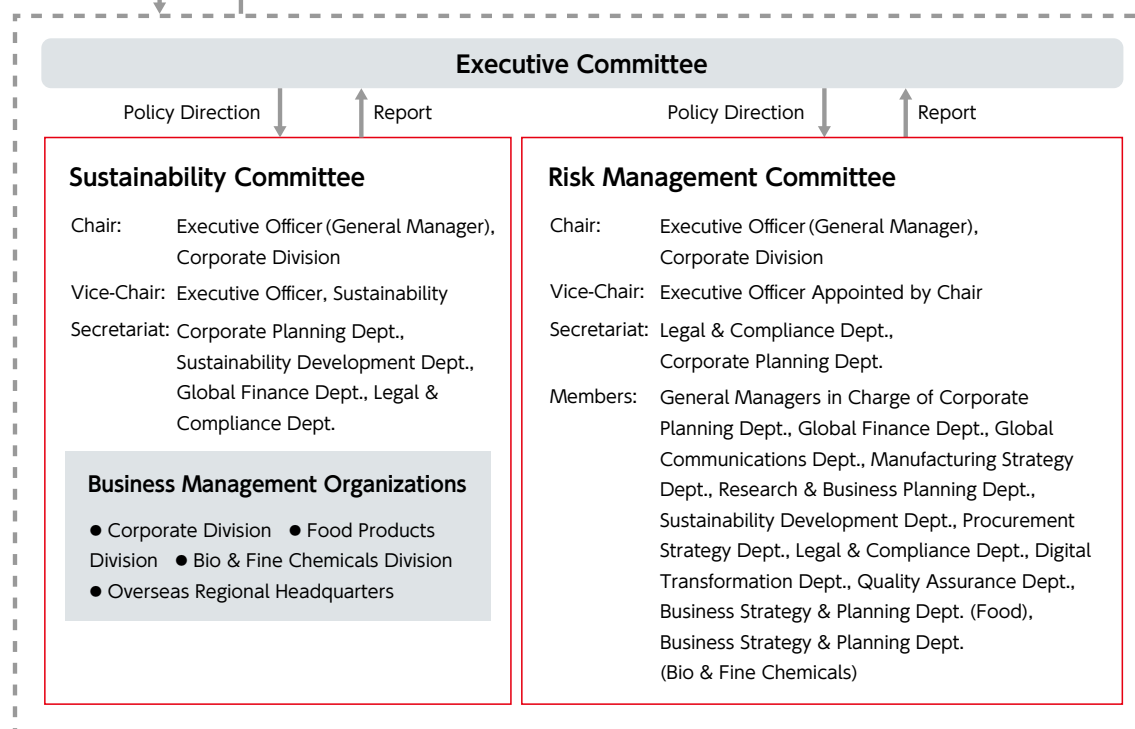 Executive Committee
Policy Direction
Report
Policy Direction
Report
Sustainability Committee
Chair: Executive Officer (General Manager),
Corporate Division
Vice-Chair: Executive Officer, Sustainability
Secretariat: Corporate Planning Dept.,
Sustainability Development Dept.,
Global Finance Dept., Legal &
Compliance Dept.
Business Management Organizations
● Corporate Division ● Food Products
Division ● Bio & Fine Chemicals Division
● Overseas Regional Headquarters
Risk Management Committee
Chair: Executive Officer (General Manager),
Corporate Division
Vice-Chair: Executive Officer Appointed by Chair
Secretariat: Legal & Compliance Dept.,
Corporate Planning Dept.
Members: General Managers in Charge of Corporate
Planning Dept., Global Finance Dept., Global
Communications Dept., Manufacturing Strategy
Dept., Research & Business Planning Dept.,
Sustainability Development Dept., Procurement
Strategy Dept., Legal & Compliance Dept., Digital
Transformation Dept., Quality Assurance Dept.,
Business Strategy & Planning Dept. (Food),
Business Strategy & Planning Dept.
(Bio & Fine Chemicals)